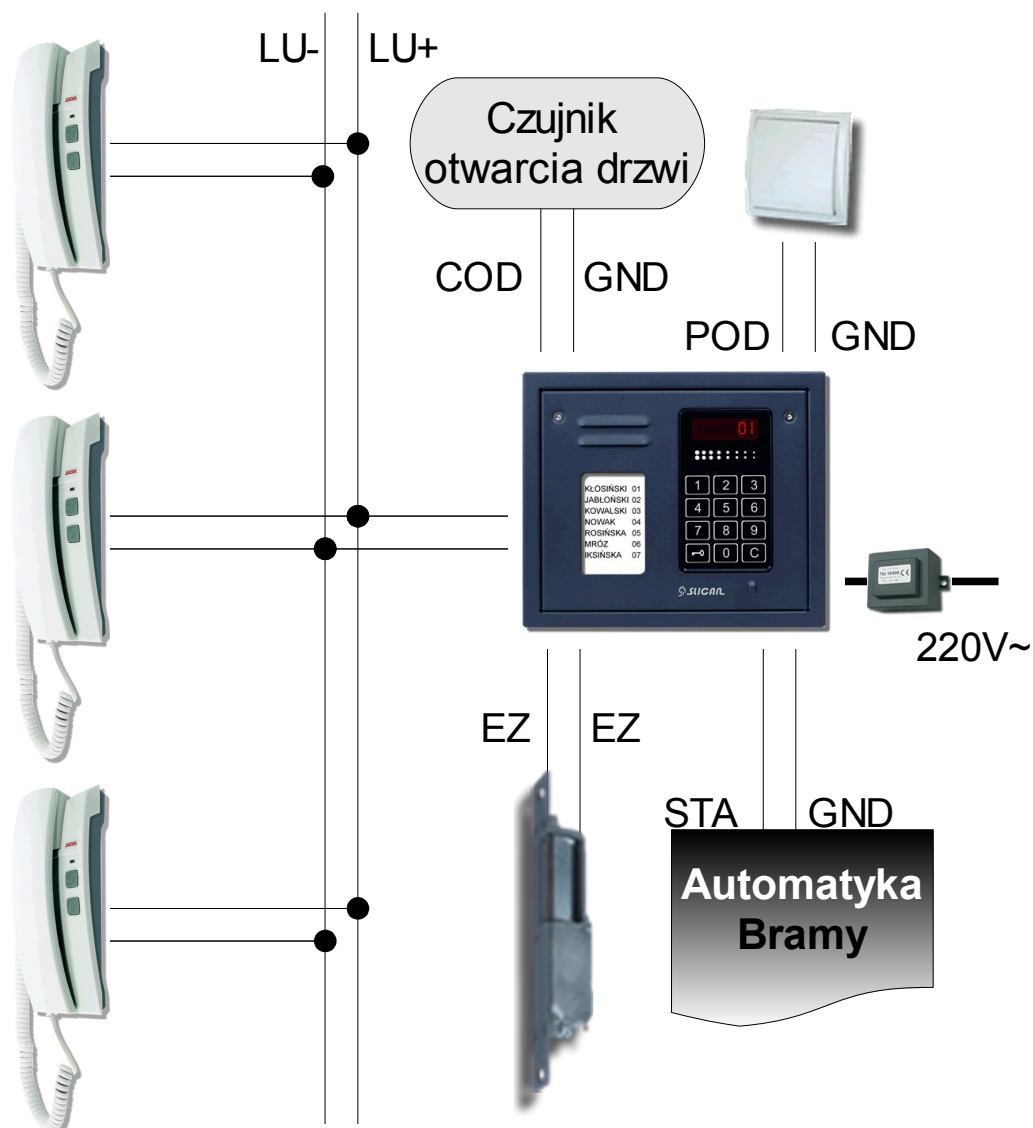 LU-
LU+
Czujnik
otwarcia drzwi
COD
GND
POD
GND
01
KŁOSIŃSKI 01
JABŁOŃSKI 02
KOWALSKI 03
NOWAK 04
ROSIŃSKA 05
MRÓZ 06
IKSIŃSKA 07
1 2 3
4 5 6
7 8 9
0 C
SLICAN
220V~
EZ
EZ
STA
GND
Automatyka
Bramy